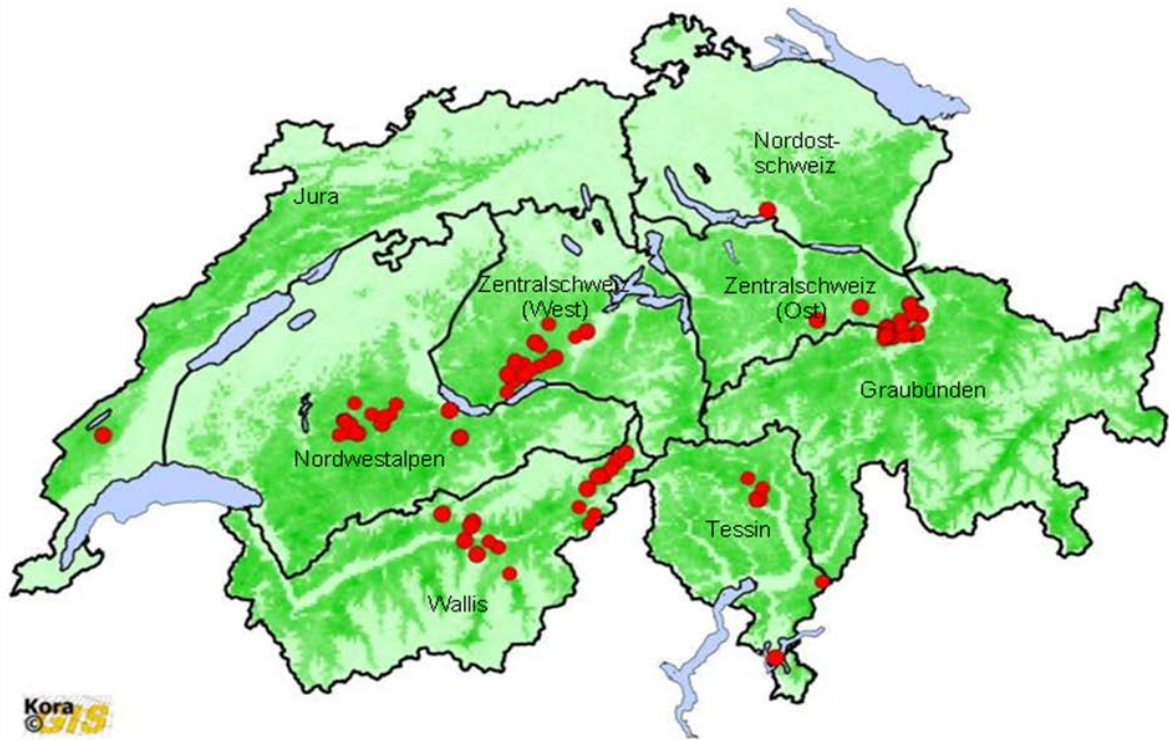 Nordost-
schweiz
Jura
Zentralschweiz
(West)
Zentralschweiz
(Ost)
Graubünden
Nordwestalpen
Tessin
Wallis
Kora
© GIS